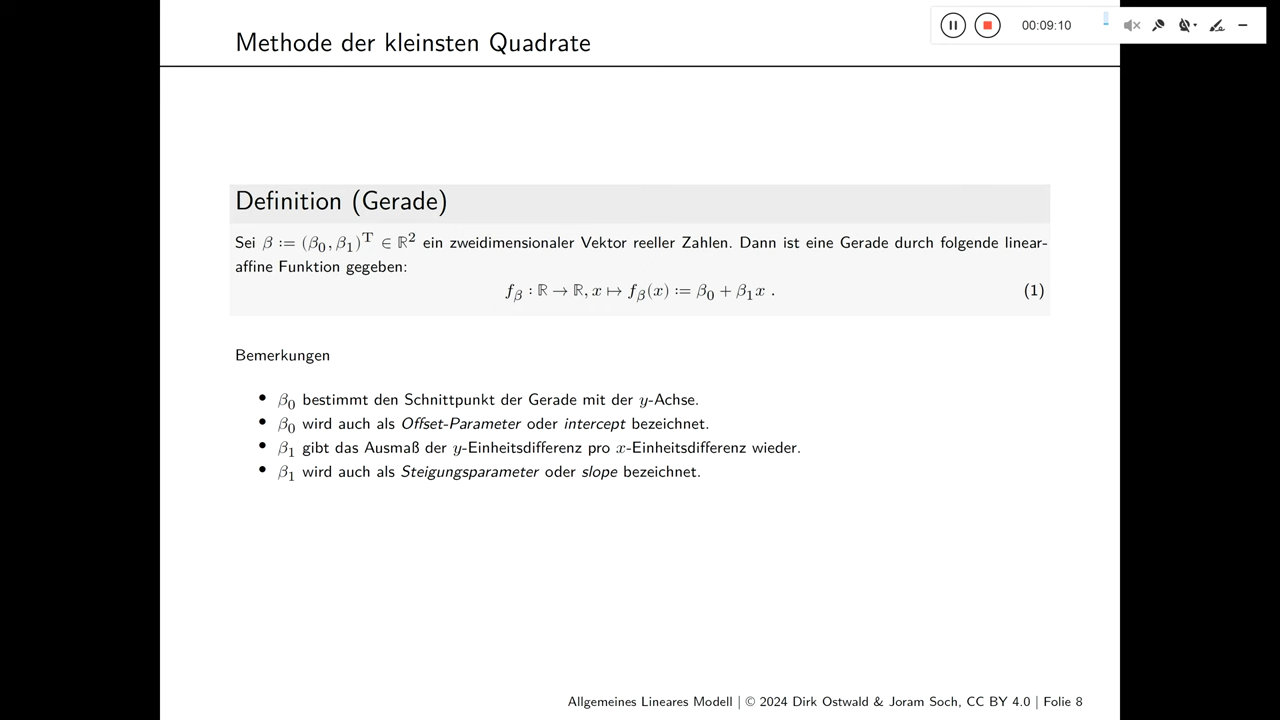 00:09:10
Methode der kleinsten Quadrate
Definition (Gerade)
Sei β := (β₀, β₁)ᵀ ∈ ℝ² ein zweidimensionaler Vektor reeller Zahlen. Dann ist eine Gerade durch folgende linear-
affine Funktion gegeben:
f_β : ℝ → ℝ, x ↦ f_β(x) := β₀ + β₁x . (1)
Bemerkungen
• β₀ bestimmt den Schnittpunkt der Gerade mit der y-Achse.
• β₀ wird auch als Offset-Parameter oder intercept bezeichnet.
• β₁ gibt das Ausmaß der y-Einheitsdifferenz pro x-Einheitsdifferenz wieder.
• β₁ wird auch als Steigungsparameter oder slope bezeichnet.
Allgemeines Lineares Modell | © 2024 Dirk Ostwald & Joram Soch, CC BY 4.0 | Folie 8